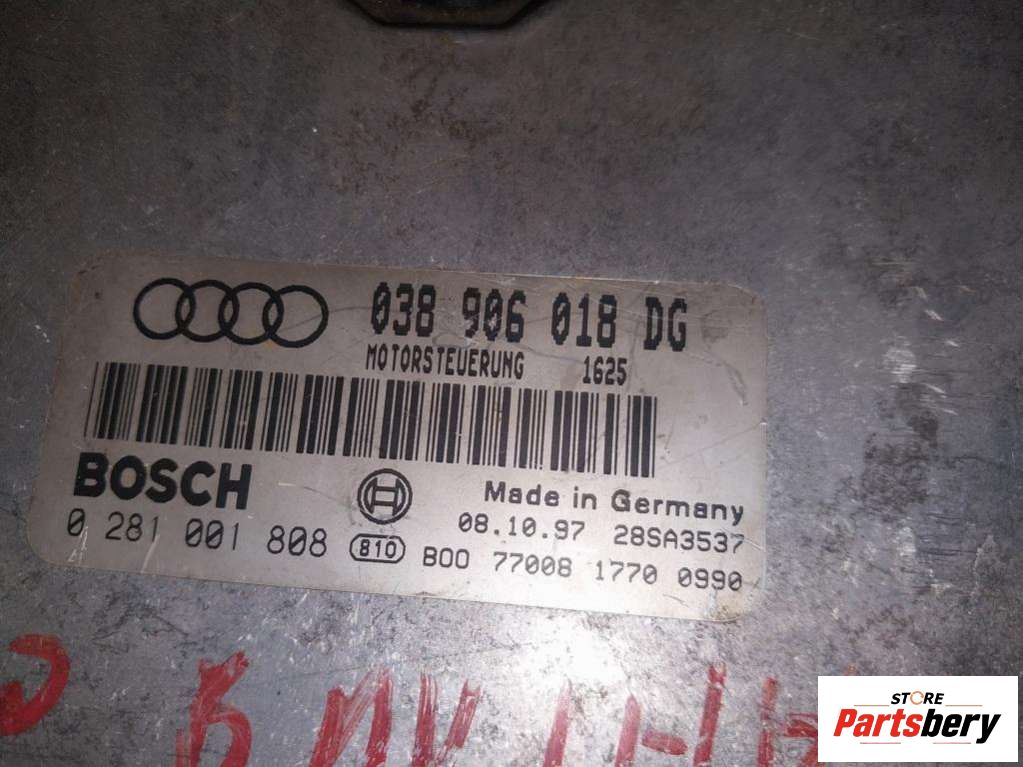 038 906 018 DG
MOTORSTEUERUNG 1625
BOSCH
Made in Germany
0 281 001 808
08.10.97 28SA3537
810 B00 77008 1770 0990
STORE
Partsbery